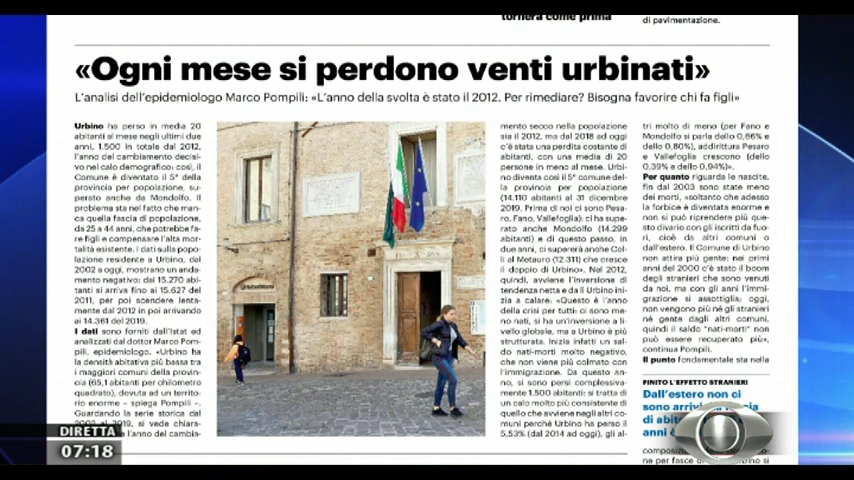 tornerà come prima
di pavimentazione.
«Ogni mese si perdono venti urbinati»
L'analisi dell'epidemiologo Marco Pompili: «L'anno della svolta è stato il 2012. Per rimediare? Bisogna favorire chi fa figli»
Urbino ha perso in media 20
abitanti al mese negli ultimi due
anni, 1.500 in totale dal 2012,
l'anno del cambiamento decisi-
vo nel calo demografico: così, il
Comune è diventato il 5° della
provincia per popolazione, su-
perato anche da Mondolfo. Il
problema sta nel fatto che man-
ca quella fascia di popolazione,
da 25 a 44 anni, che potrebbe fa-
re figli e compensare l'alta mor-
talità esistente. I dati sulla popo-
lazione residente a Urbino, dal
2002 a oggi, mostrano un anda-
mento negativo: dai 15.270 abi-
tanti si arriva fino ai 15.627 del
2011, per poi scendere lenta-
mente dal 2012 in poi arrivando
ai 14.361 del 2019.
I dati sono forniti dall'Istat ed
analizzati dal dottor Marco Pom-
pili, epidemiologo. «Urbino ha
la densità abitativa più bassa tra
i maggiori comuni della provin-
cia (65,1 abitanti per chilometro
quadrato), dovuta ad un territo-
rio enorme – spiega Pompili –.
Guardando la serie storica dal
2002 al 2019, si vede chiara-
l'anno del cambia-
mento secco nella popolazione
sia il 2012, ma dal 2018 ad oggi
c'è stata una perdita costante di
abitanti, con una media di 20
persone in meno al mese. Urbi-
no diventa così il 5° comune del-
la provincia per popolazione
(14.110 abitanti al 31 dicembre
2019. Prima di noi ci sono Pesa-
ro, Fano, Vallefoglia): ci ha supe-
rato anche Mondolfo (14.299
abitanti) e di questo passo, in
due anni, ci supererà anche Col-
li al Metauro (12.311) che cresce
il doppio di Urbino». Nel 2012,
quindi, avviene l'inversione di
tendenza netta e da lì Urbino ini-
zia a calare: «Questo è l'anno
della crisi per tutti: ci sono me-
no nati, si ha un'inversione a li-
vello globale, ma a Urbino è più
strutturata. Inizia infatti un sal-
do nati-morti molto negativo,
che non viene più colmato con
l'immigrazione. Da questo an-
no, si sono persi complessiva-
mente 1.500 abitanti: si tratta di
un calo molto più consistente di
quello che avviene negli altri co-
muni perché Urbino ha perso il
5,53% (dal 2014 ad oggi), gli al-
tri molto di meno (per Fano e
Mondolfo si parla dello 0,66% e
dello 0,80%), addirittura Pesaro
e Vallefoglia crescono (dello
0,39% e dello 0,94%)».
Per quanto riguarda le nascite,
fin dal 2003 sono state meno
dei morti, «soltanto che adesso
la forbice è diventata enorme e
non si può riprendere più que-
sto divario con gli iscritti da fuo-
ri, cioè da altri comuni o
dall'estero. Il Comune di Urbino
non attira più gente: nei primi
anni del 2000 c'è stato il boom
degli stranieri che sono venuti
da noi, ma con gli anni l'immi-
grazione si assottiglia; oggi,
non vengono più né gli stranieri
né gente dagli altri comuni,
quindi il saldo "nati-morti" non
può essere recuperato più»,
continua Pompili.
Il punto fondamentale sta nella
FINITO L'EFFETTO STRANIERI
Dall'estero non ci
sono
di
anni
ne per fasce
DIRETTA
07:18